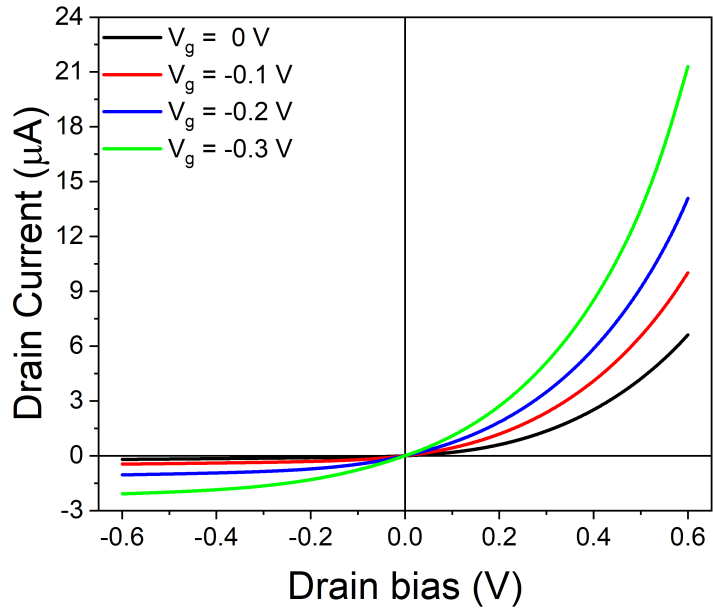 24
21
18
15
12
9
6
3
0
-3
Drain Current (μA)
Vg = 0 V
Vg = -0.1 V
Vg = -0.2 V
Vg = -0.3 V
-0.6 -0.4 -0.2 0.0 0.2 0.4 0.6
Drain bias (V)